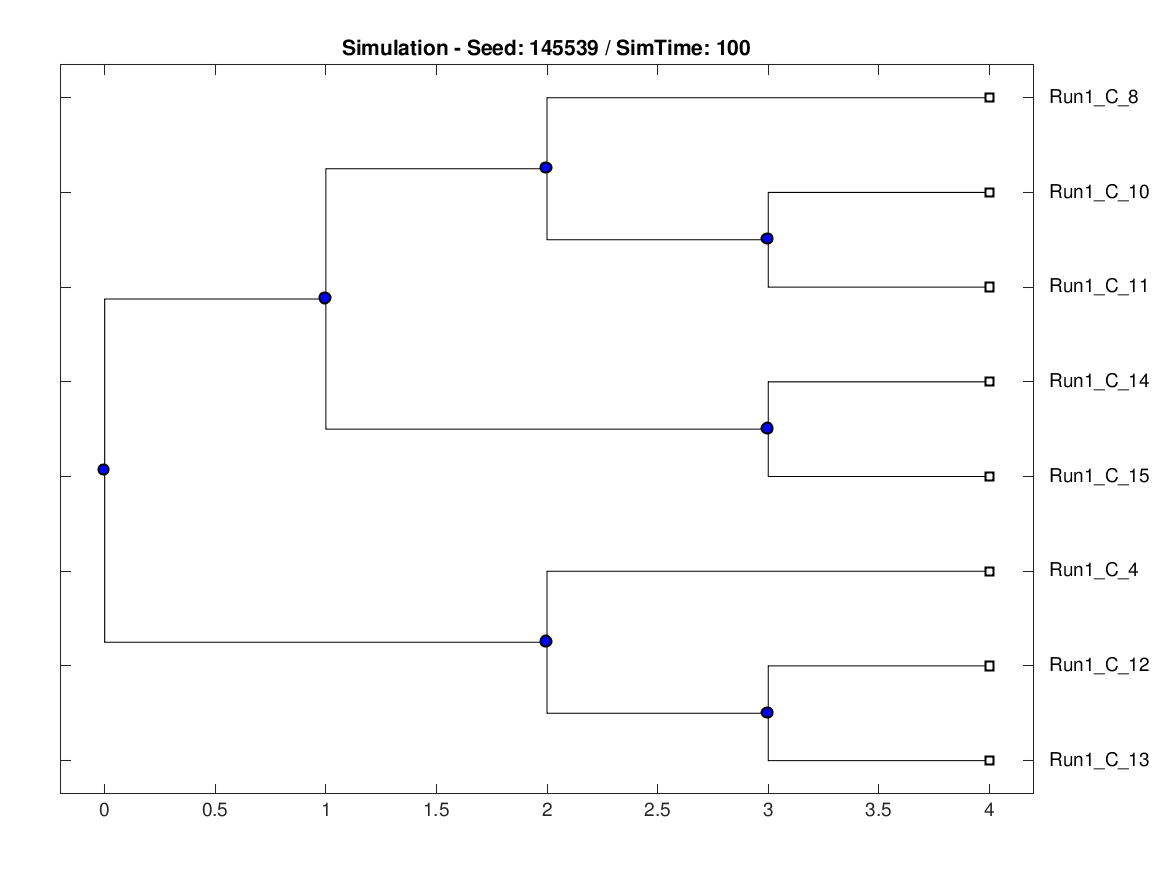 Simulation - Seed: 145539 / SimTime: 100
Run1_C_8
Run1_C_10
Run1_C_11
Run1_C_14
Run1_C_15
Run1_C_4
Run1_C_12
Run1_C_13
0 0.5 1 1.5 2 2.5 3 3.5 4